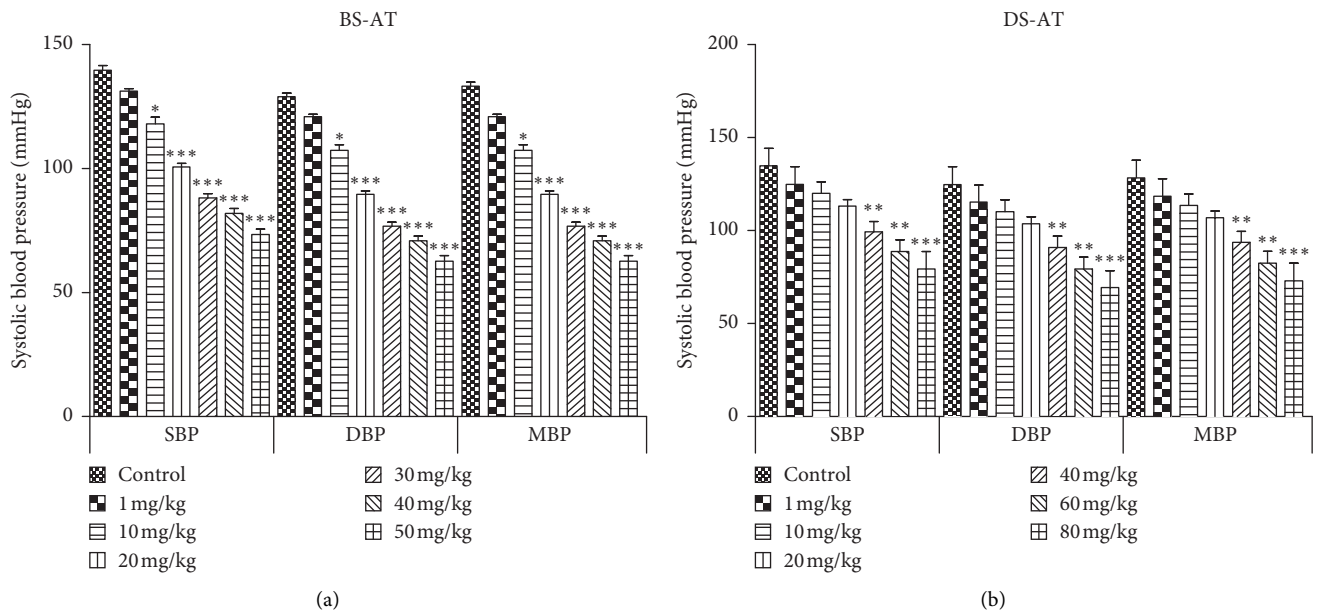 BS-AT
150
100
50
0
Systolic blood pressure (mmHg)
*
***
***
***
***
*
***
***
***
***
*
***
***
***
***
SBP DBP MBP
Control
1 mg/kg
10 mg/kg
20 mg/kg
30 mg/kg
40 mg/kg
50 mg/kg
(a)
DS-AT
200
150
100
50
0
Systolic blood pressure (mmHg)
**
**
***
**
**
***
**
**
***
SBP DBP MBP
Control
1 mg/kg
10 mg/kg
20 mg/kg
40 mg/kg
60 mg/kg
80 mg/kg
(b)